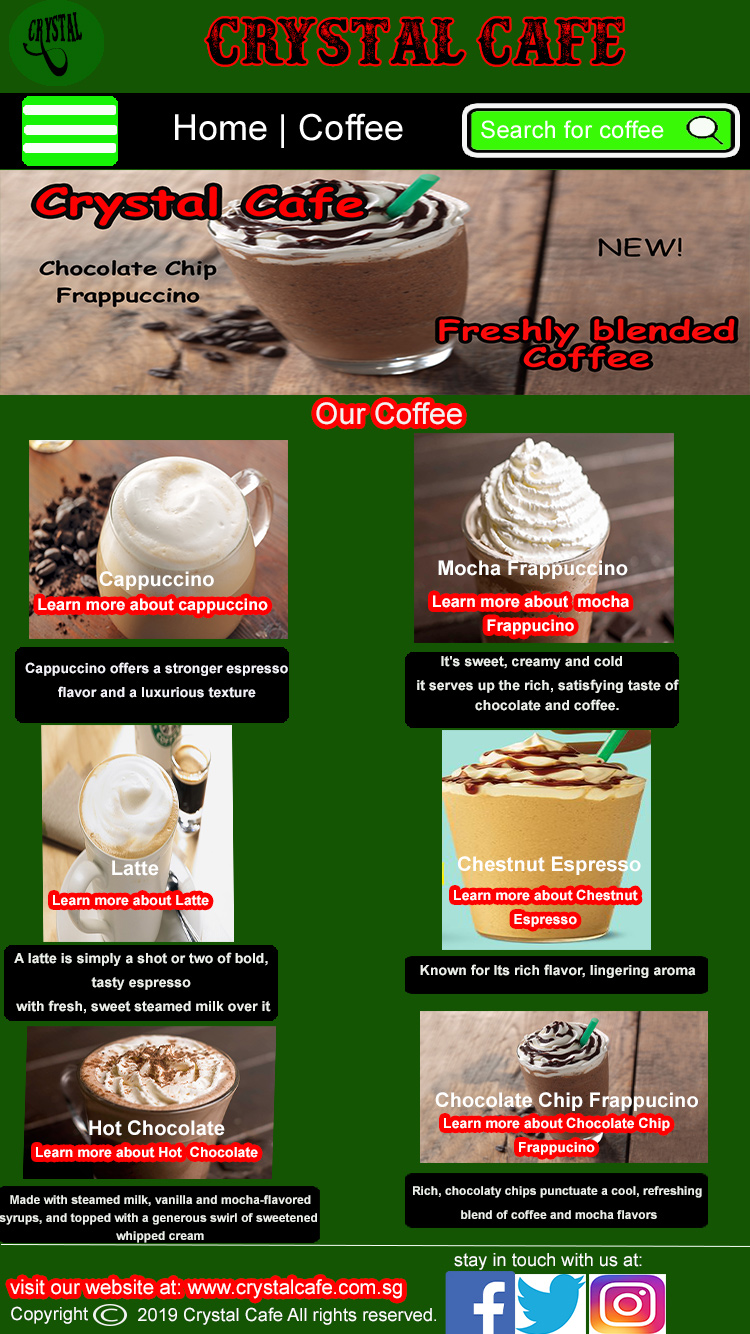 CRYSTAL
CRYSTAL CAFE
Home | Coffee
Search for coffee
Crystal Cafe
Chocolate Chip
Frappuccino
NEW!
Freshly blended
Coffee
Our Coffee
Cappuccino
Learn more about cappuccino
Cappuccino offers a stronger espresso
flavor and a luxurious texture
Mocha Frappuccino
Learn more about mocha
Frappucino
It's sweet, creamy and cold
it serves up the rich, satisfying taste of
chocolate and coffee.
Latte
Learn more about Latte
A latte is simply a shot or two of bold,
tasty espresso
with fresh, sweet steamed milk over it
Chestnut Espresso
Learn more about Chestnut
Espresso
Known for Its rich flavor, lingering aroma
Hot Chocolate
Learn more about Hot Chocolate
Made with steamed milk, vanilla and mocha-flavored
syrups, and topped with a generous swirl of sweetened
whipped cream
Chocolate Chip Frappucino
Learn more about Chocolate Chip
Frappucino
Rich, chocolaty chips punctuate a cool, refreshing
blend of coffee and mocha flavors
stay in touch with us at:
visit our website at: www.crystalcafe.com.sg
Copyright © 2019 Crystal Cafe All rights reserved.